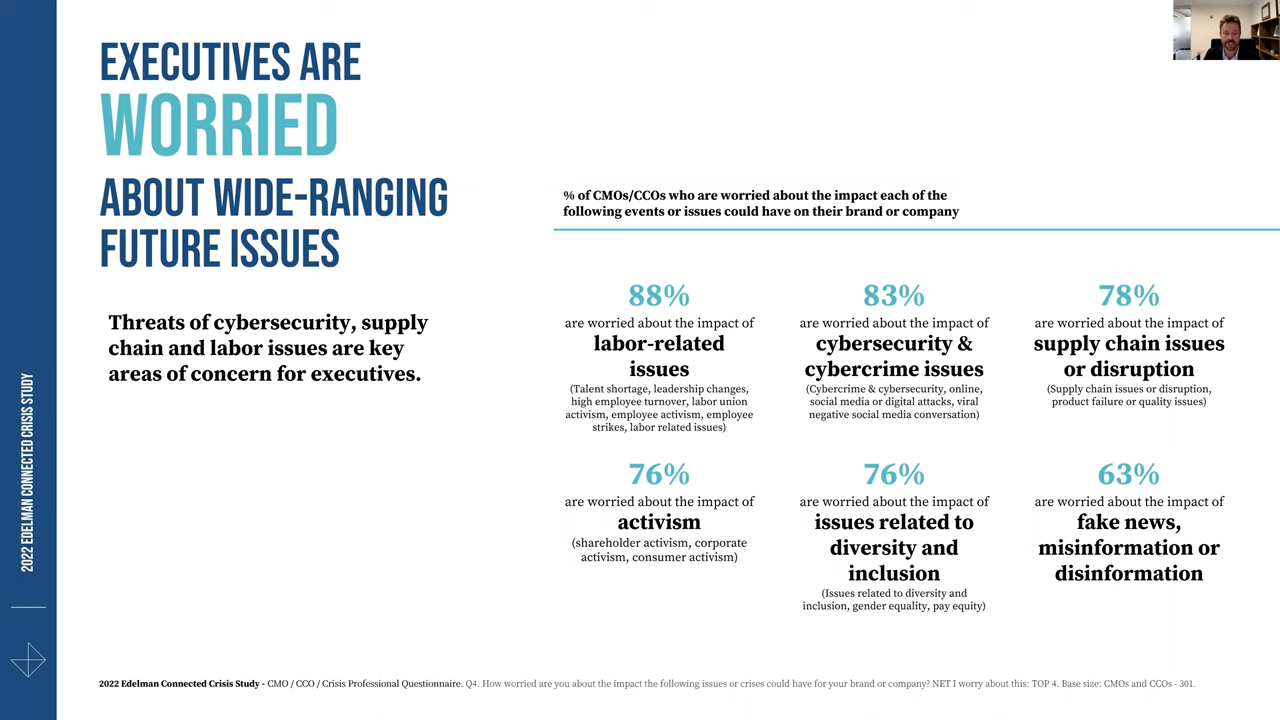 EXECUTIVES ARE
WORRIED
ABOUT WIDE-RANGING
FUTURE ISSUES
Threats of cybersecurity, supply
chain and labor issues are key
areas of concern for executives.
% of CMOs/CCOs who are worried about the impact each of the
following events or issues could have on their brand or company
88%
are worried about the impact of
labor-related
issues
(Talent shortage, leadership changes,
high employee turnover, labor union
activism, employee activism, employee
strikes, labor related issues)
83%
are worried about the impact of
cybersecurity &
cybercrime issues
(Cybercrime & cybersecurity, online,
social media or digital attacks, viral
negative social media conversation)
78%
are worried about the impact of
supply chain issues
or disruption
(Supply chain issues or disruption,
product failure or quality issues)
76%
are worried about the impact of
activism
(shareholder activism, corporate
activism, consumer activism)
76%
are worried about the impact of
issues related to
diversity and
inclusion
(Issues related to diversity and
inclusion, gender equality, pay equity)
63%
are worried about the impact of
fake news,
misinformation or
disinformation
2022 EDELMAN CONNECTED CRISIS STUDY
2022 Edelman Connected Crisis Study - CMO / CCO / Crisis Professional Questionnaire. Q4. How worried are you about the impact the following issues or crises could have for your brand or company? NET I worry about this: TOP 4. Base size: CMOs and CCOs - 301.